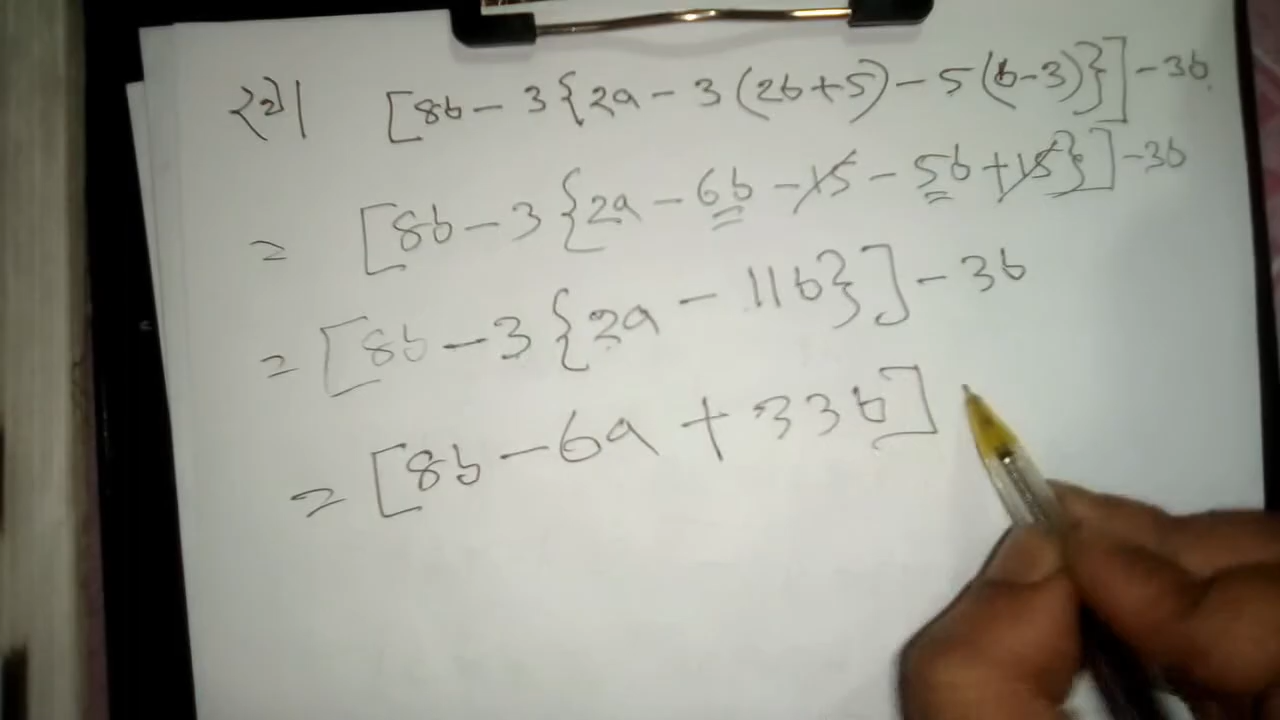 ২১। [8b - 3{2a - 3(2b+5) - 5(b-3)}] - 3b
= [8b - 3{2a - 6b - 15 - 5b + 15}] - 3b
= [8b - 3{2a - 11b}] - 3b
= [8b - 6a + 33b]